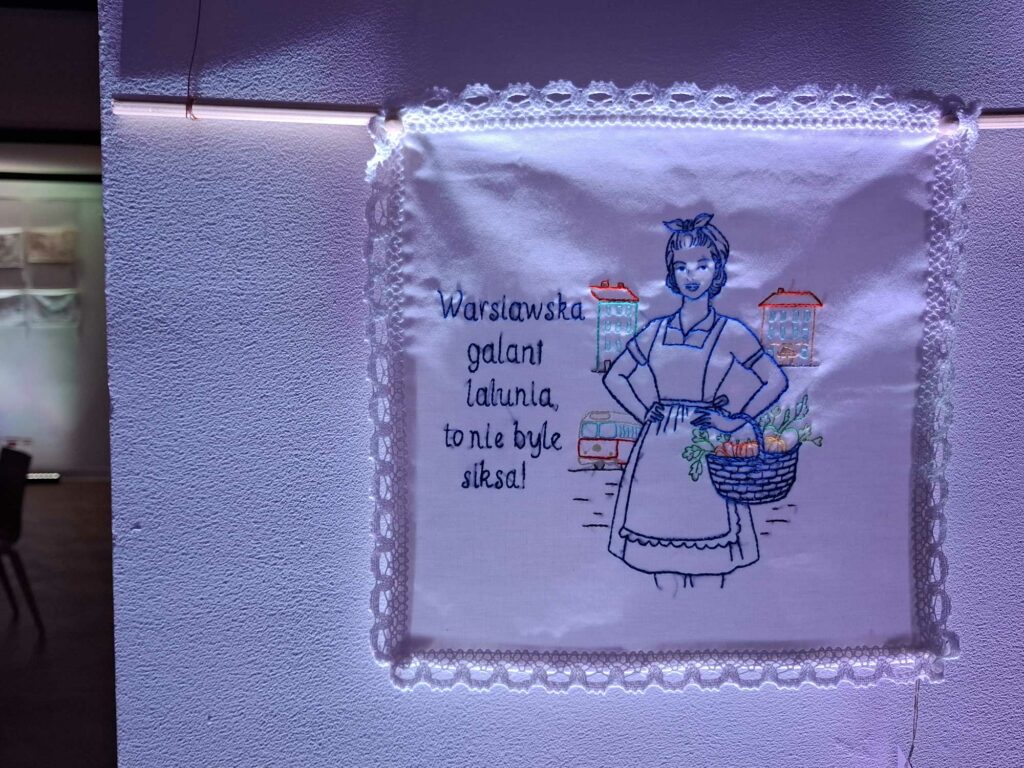 Warsiawska
galant
lalunia,
to nie byle
siksa!